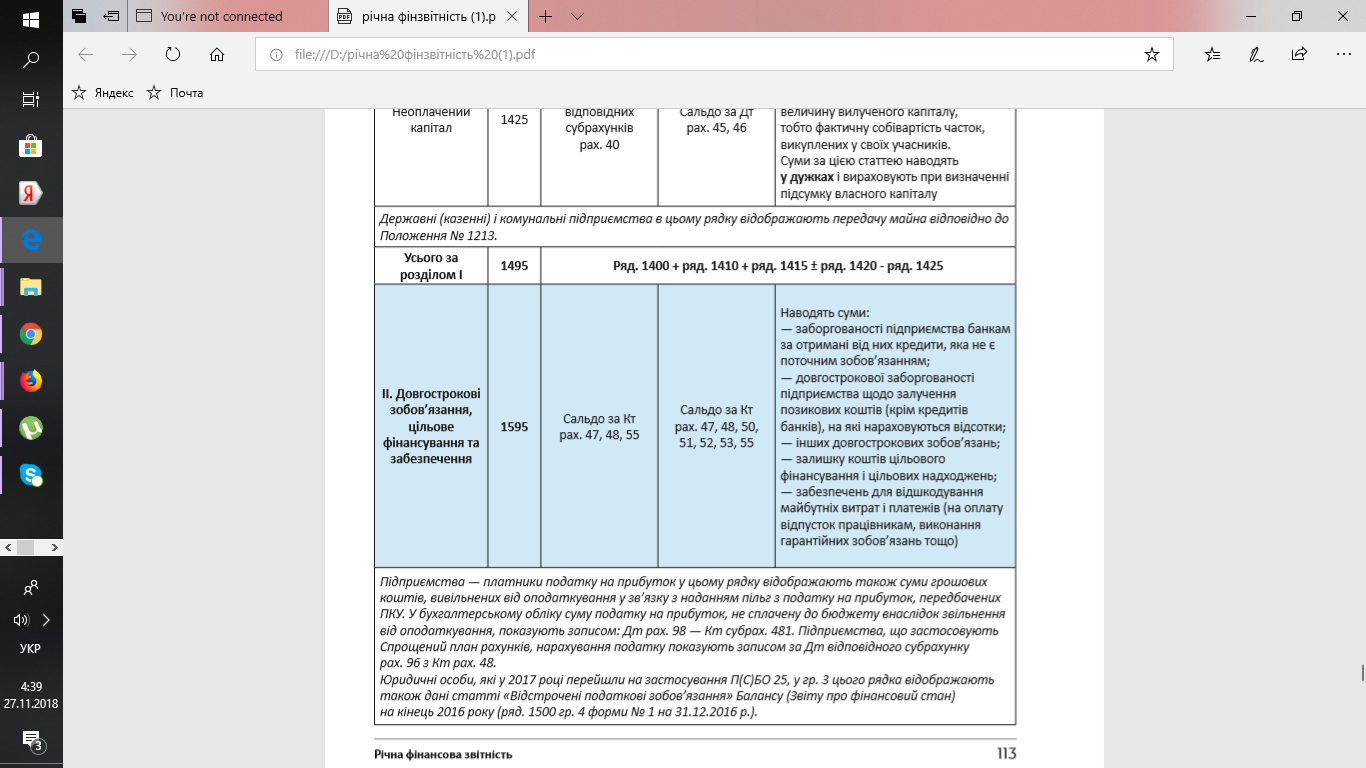 You're not connected
річна фінзвітність (1).p
file:///D:/річна%20фінзвітність%20(1).pdf
Яндекс
Почта
Неоплачений
капітал
1425
відповідних
субрахунків
рах. 40
Сальдо за Дт
рах. 45, 46
величину вилученого капіталу,
тобто фактичну собівартість часток,
викуплених у своїх учасників.
Суми за цією статтею наводять
у дужках і вираховують при визначенні
підсумку власного капіталу
Державні (казенні) і комунальні підприємства в цьому рядку відображають передачу майна відповідно до
Положення № 1213.
Усього за
розділом І
1495
Ряд. 1400 + ряд. 1410 + ряд. 1415 ± ряд. 1420 - ряд. 1425
ІІ. Довгострокові
зобов'язання,
цільове
фінансування та
забезпечення
1595
Сальдо за Кт
рах. 47, 48, 55
Сальдо за Кт
рах. 47, 48, 50,
51, 52, 53, 55
Наводять суми:
— заборгованості підприємства банкам
за отримані від них кредити, яка не є
поточним зобов'язанням;
— довгострокової заборгованості
підприємства щодо залучення
позикових коштів (крім кредитів
банків), на які нараховуються відсотки;
— інших довгострокових зобов'язань;
— залишку коштів цільового
фінансування і цільових надходжень;
— забезпечень для відшкодування
майбутніх витрат і платежів (на оплату
відпусток працівникам, виконання
гарантійних зобов'язань тощо)
Підприємства — платники податку на прибуток у цьому рядку відображають також суми грошових
коштів, вивільнених від оподаткування у зв'язку з наданням пільг з податку на прибуток, передбачених
ПКУ. У бухгалтерському обліку суму податку на прибуток, не сплачену до бюджету внаслідок звільнення
від оподаткування, показують записом: Дт рах. 98 — Кт субрах. 481. Підприємства, що застосовують
Спрощений план рахунків, нарахування податку показують записом за Дт відповідного субрахунку
рах. 96 з Кт рах. 48.
Юридичні особи, які у 2017 році перейшли на застосування П(С)БО 25, у гр. 3 цього рядка відображають
також дані статті «Відстрочені податкові зобов'язання» Балансу (Звіту про фінансовий стан)
на кінець 2016 року (ряд. 1500 гр. 4 форми № 1 на 31.12.2016 р.).
Річна фінансова звітність
113
УКР
4:39
27.11.2018
3